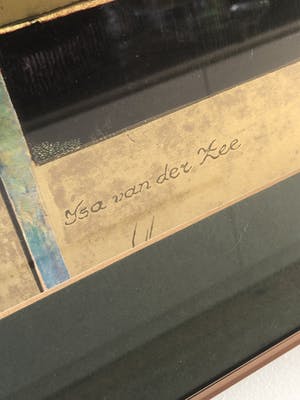 Isa van der Zee